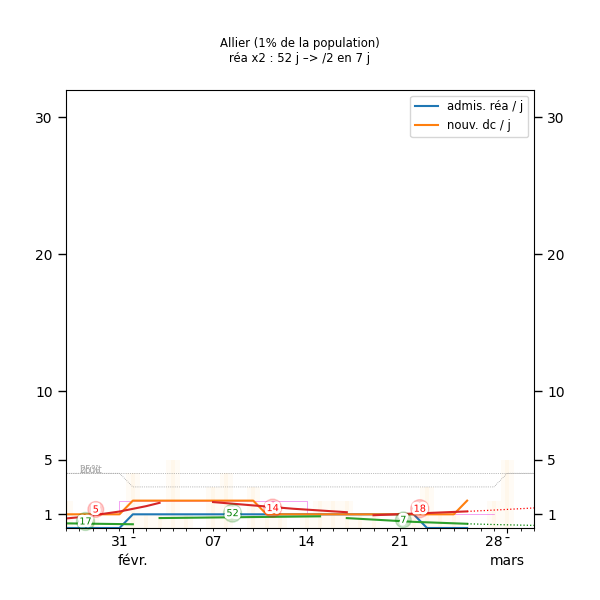 Allier (1% de la population)
réa x2 : 52 j –> /2 en 7 j
admis. réa / j
nouv. dc / j
30 30
20 20
10 10
5 5
1 1
5 14 18
17 52 7
31 07 14 21 28
févr. mars